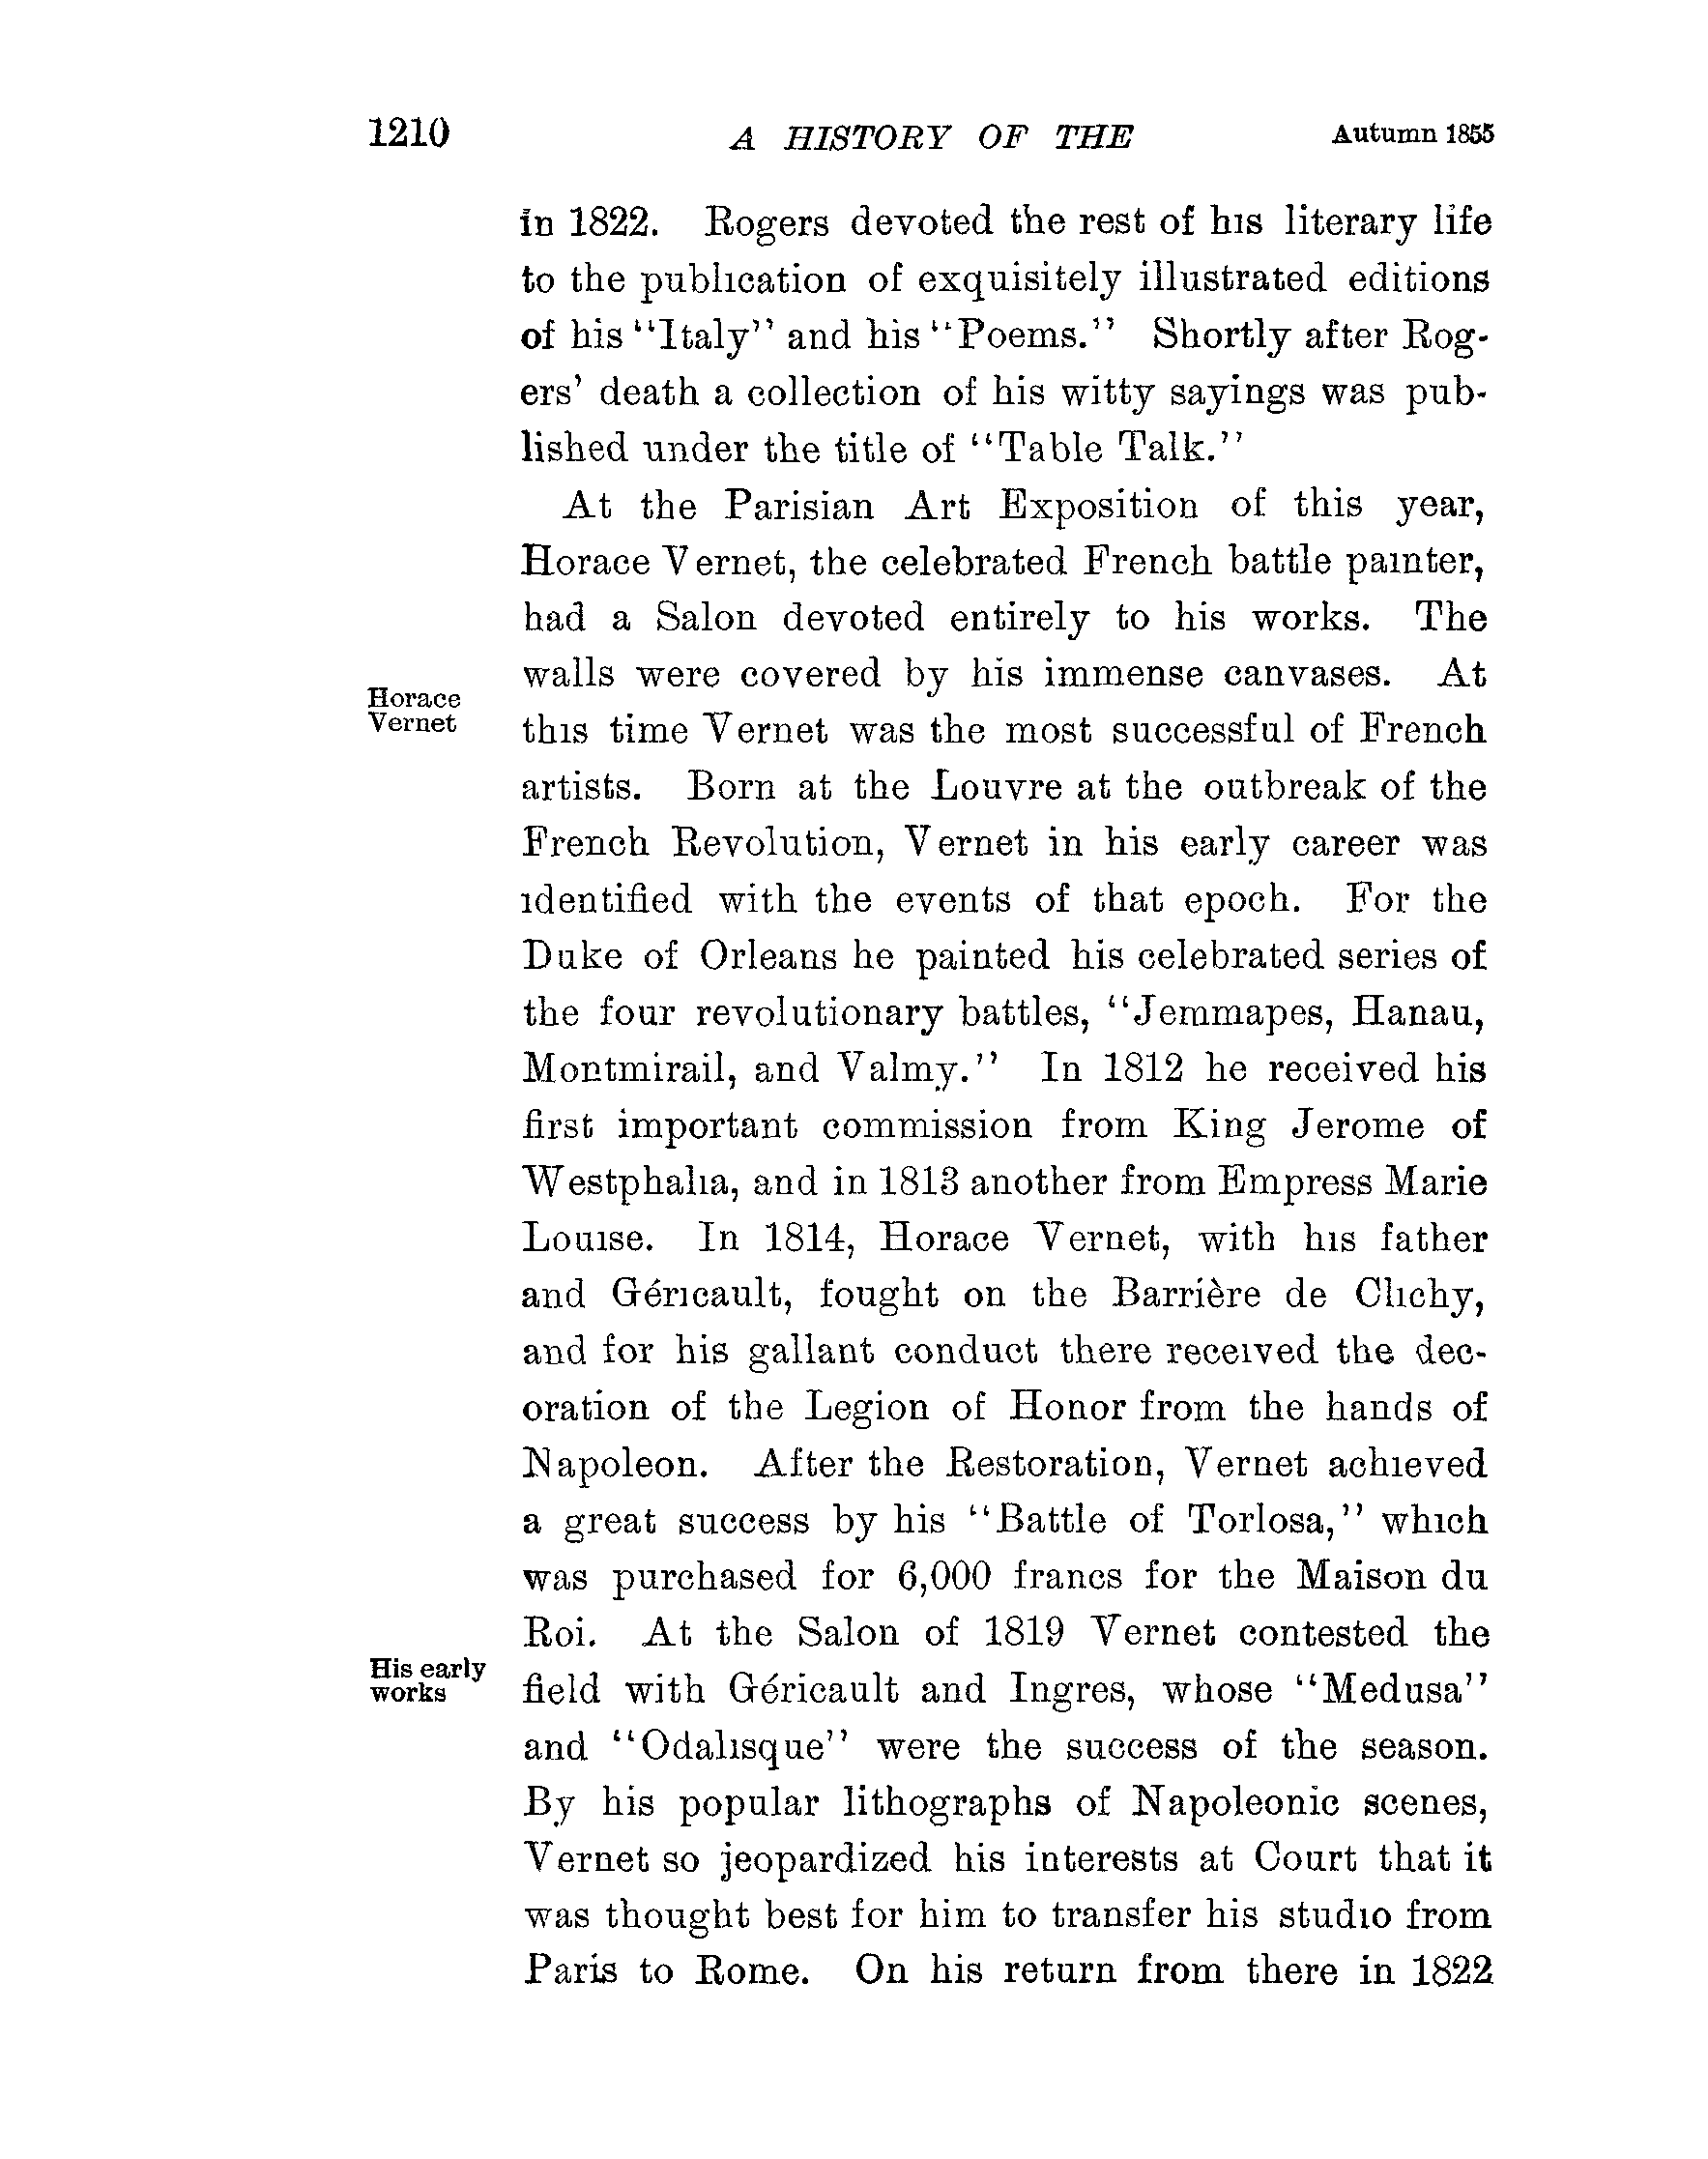 1210 A HISTORY OF THE Autumn 1855
in 1822. Rogers devoted the rest of his literary life
to the publication of exquisitely illustrated editions
of his "Italy" and his "Poems." Shortly after Rog-
ers' death a collection of his witty sayings was pub-
lished under the title of "Table Talk."
At the Parisian Art Exposition of this year,
Horace Vernet, the celebrated French battle painter,
had a Salon devoted entirely to his works. The
walls were covered by his immense canvases. At
Horace
Vernet
this time Vernet was the most successful of French
artists. Born at the Louvre at the outbreak of the
French Revolution, Vernet in his early career was
identified with the events of that epoch. For the
Duke of Orleans he painted his celebrated series of
the four revolutionary battles, "Jemmapes, Hanau,
Montmirail, and Valmy." In 1812 he received his
first important commission from King Jerome of
Westphalia, and in 1813 another from Empress Marie
Louise. In 1814, Horace Vernet, with his father
and Géricault, fought on the Barrière de Clichy,
and for his gallant conduct there received the dec-
oration of the Legion of Honor from the hands of
Napoleon. After the Restoration, Vernet achieved
a great success by his "Battle of Torlosa," which
was purchased for 6,000 francs for the Maison du
Roi. At the Salon of 1819 Vernet contested the
His early
works
field with Géricault and Ingres, whose "Medusa"
and "Odalisque" were the success of the season.
By his popular lithographs of Napoleonic scenes,
Vernet so jeopardized his interests at Court that it
was thought best for him to transfer his studio from
Paris to Rome. On his return from there in 1822